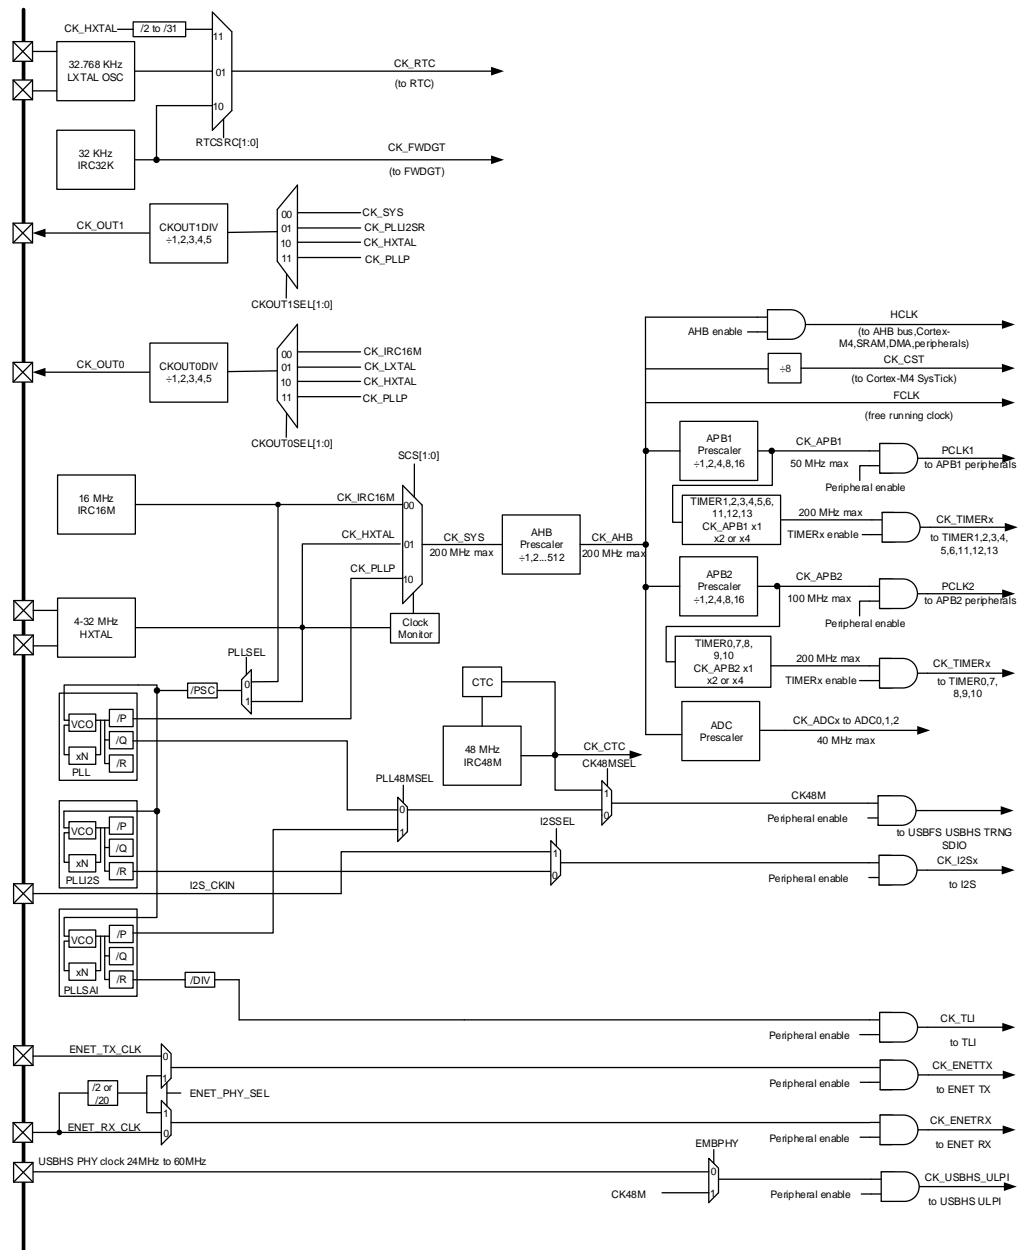 CK_HXTAL
/2 to /31
11
32.768 KHz
LXTAL OSC
01
CK_RTC
(to RTC)
10
RTCSRC[1:0]
32 KHz
IRC32K
CK_FWDGT
(to FWDGT)
CK_OUT1
CKOUT1DIV
÷1,2,3,4,5
00
CK_SYS
01
CK_PLLI2SR
10
CK_HXTAL
11
CK_PLLP
CKOUT1SEL[1:0]
CK_OUT0
CKOUT0DIV
÷1,2,3,4,5
00
CK_IRC16M
01
CK_LXTAL
10
CK_HXTAL
11
CK_PLLP
CKOUT0SEL[1:0]
AHB enable
HCLK
(to AHB bus,Cortex-
M4,SRAM,DMA,peripherals)
÷8
CK_CST
(to Cortex-M4 SysTick)
FCLK
(free running clock)
SCS[1:0]
16 MHz
IRC16M
CK_IRC16M
00
CK_HXTAL
01
CK_PLLP
10
CK_SYS
200 MHz max
AHB
Prescaler
÷1,2...512
CK_AHB
200 MHz max
APB1
Prescaler
÷1,2,4,8,16
CK_APB1
50 MHz max
Peripheral enable
PCLK1
to APB1 peripherals
TIMER1,2,3,4,5,6,
11,12,13
CK_APB1 x1
x2 or x4
200 MHz max
TIMERx enable
CK_TIMERx
to TIMER1,2,3,4,
5,6,11,12,13
APB2
Prescaler
÷1,2,4,8,16
CK_APB2
100 MHz max
Peripheral enable
PCLK2
to APB2 peripherals
TIMER0,7,8,
9,10
CK_APB2 x1
x2 or x4
200 MHz max
TIMERx enable
CK_TIMERx
to TIMER0,7,
8,9,10
ADC
Prescaler
CK_ADCx to ADC0,1,2
40 MHz max
4-32 MHz
HXTAL
Clock
Monitor
PLLSEL
/PSC
0
1
VCO
/P
/Q
xN
/R
PLL
CTC
48 MHz
IRC48M
CK_CTC
CK48MSEL
1
0
PLL48MSEL
0
1
CK48M
Peripheral enable
to USBFS USBHS TRNG
SDIO
VCO
/P
/Q
xN
/R
PLLI2S
I2SSEL
1
0
I2S_CKIN
Peripheral enable
CK_I2Sx
to I2S
VCO
/P
/Q
xN
/R
PLLSAI
/DIV
Peripheral enable
CK_TLI
to TLI
ENET_TX_CLK
0
1
/2 or
/20
ENET_PHY_SEL
1
0
ENET_RX_CLK
Peripheral enable
CK_ENETTX
to ENET TX
Peripheral enable
CK_ENETRX
to ENET RX
USBHS PHY clock 24MHz to 60MHz
EMBPHY
0
1
CK48M
Peripheral enable
CK_USBHS_ULPI
to USBHS ULPI